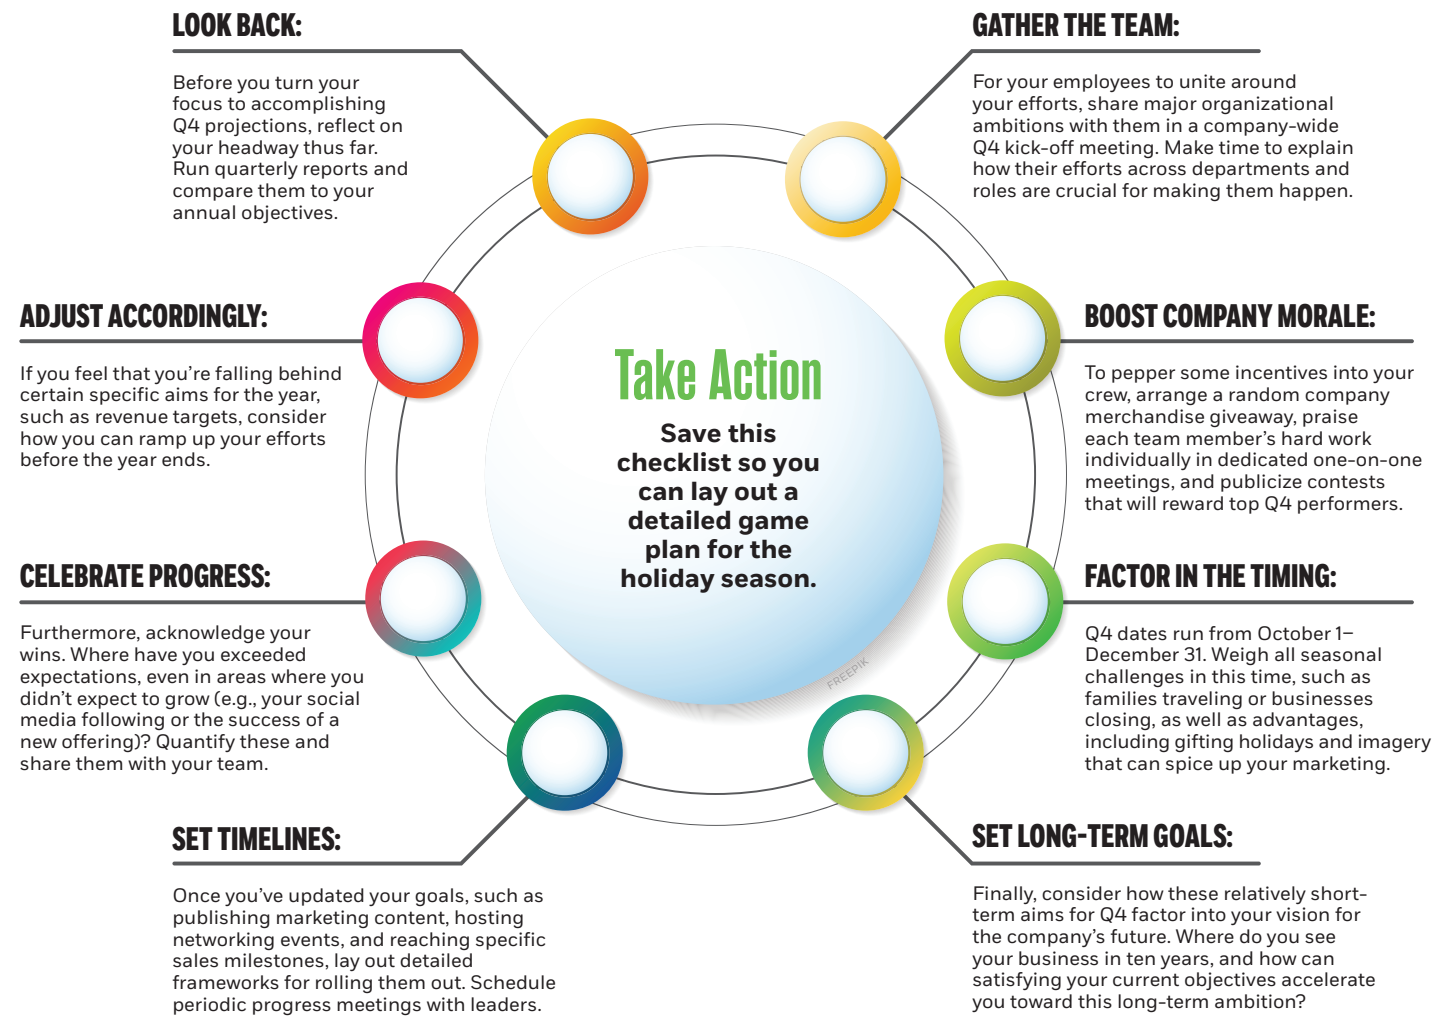 LOOK BACK:
Before you turn your
focus to accomplishing
Q4 projections, reflect on
your headway thus far.
Run quarterly reports and
compare them to your
annual objectives.
ADJUST ACCORDINGLY:
If you feel that you're falling behind
certain specific aims for the year,
such as revenue targets, consider
how you can ramp up your efforts
before the year ends.
CELEBRATE PROGRESS:
Furthermore, acknowledge your
wins. Where have you exceeded
expectations, even in areas where you
didn't expect to grow (e.g., your social
media following or the success of a
new offering)? Quantify these and
share them with your team.
SET TIMELINES:
Once you've updated your goals, such as
publishing marketing content, hosting
networking events, and reaching specific
sales milestones, lay out detailed
frameworks for rolling them out. Schedule
periodic progress meetings with leaders.
Take Action
Save this
checklist so you
can lay out a
detailed game
plan for the
holiday season.
FREEPIK
GATHER THE TEAM:
For your employees to unite around
your efforts, share major organizational
ambitions with them in a company-wide
Q4 kick-off meeting. Make time to explain
how their efforts across departments and
roles are crucial for making them happen.
BOOST COMPANY MORALE:
To pepper some incentives into your
crew, arrange a random company
merchandise giveaway, praise
each team member's hard work
individually in dedicated one-on-one
meetings, and publicize contests
that will reward top Q4 performers.
FACTOR IN THE TIMING:
Q4 dates run from October 1–
December 31. Weigh all seasonal
challenges in this time, such as
families traveling or businesses
closing, as well as advantages,
including gifting holidays and imagery
that can spice up your marketing.
SET LONG-TERM GOALS:
Finally, consider how these relatively short-
term aims for Q4 factor into your vision for
the company's future. Where do you see
your business in ten years, and how can
satisfying your current objectives accelerate
you toward this long-term ambition?